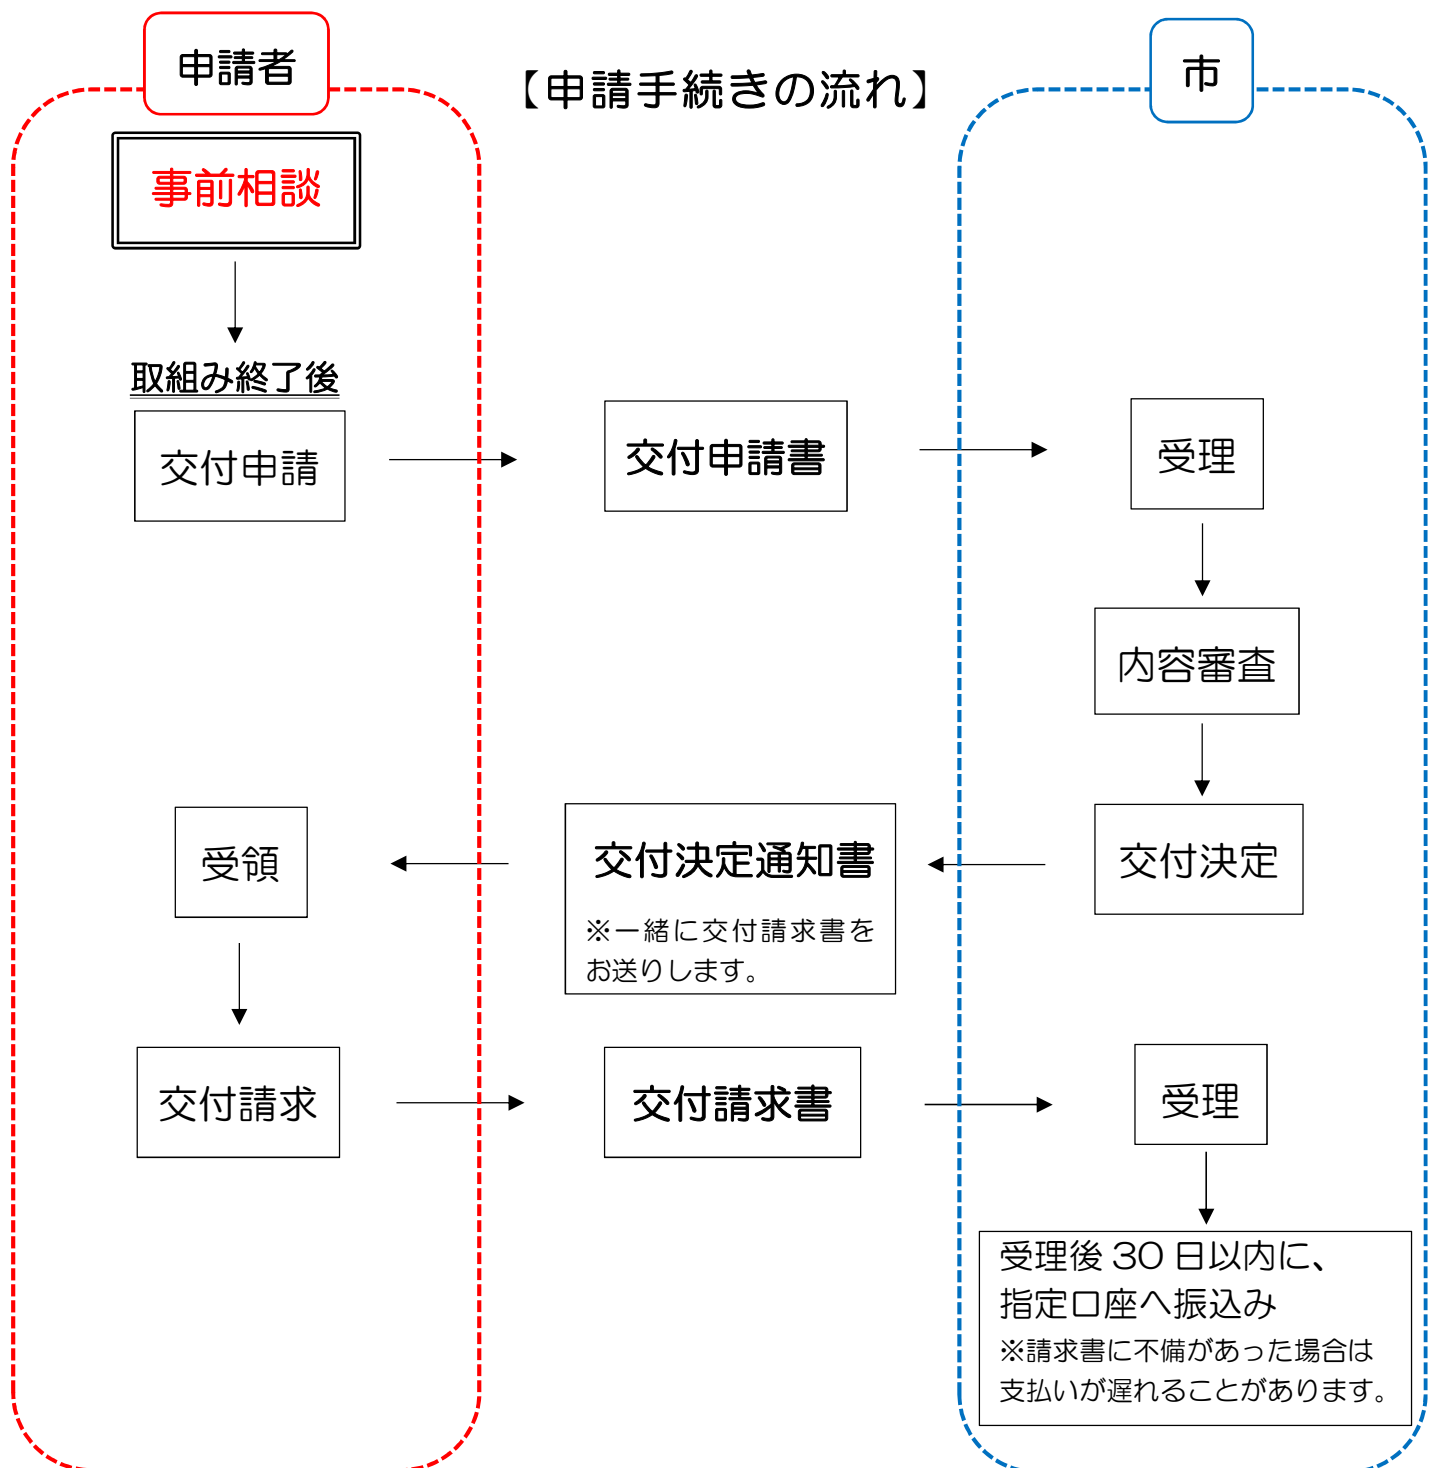 申請者
【申請手続きの流れ】
市
事前相談
取組み終了後
交付申請
交付申請書
受理
内容審査
交付決定
交付決定通知書
※一緒に交付請求書を
お送りします。
受領
交付請求
交付請求書
受理
受理後 30 日以内に、
指定口座へ振込み
※請求書に不備があった場合は
支払いが遅れることがあります。